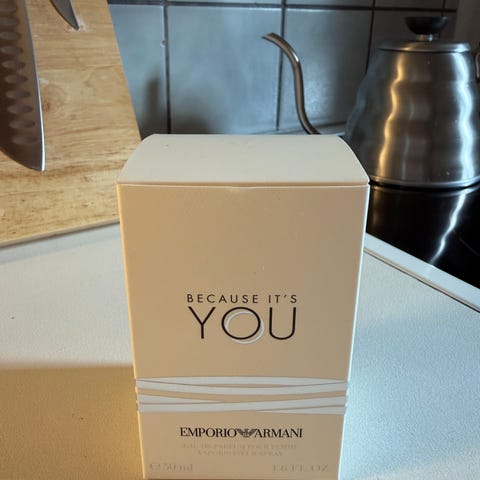 BECAUSE IT'S
YOU
EMPORIO ARMANI
EAU DE PARFUM POUR FEMME
VAPORISATEUR SPRAY
℮ 50 ml 1.6 FL. OZ